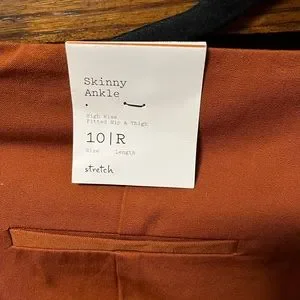 Skinny
Ankle
High Rise
Fitted Hip & Thigh
10|R
Size Length
stretch